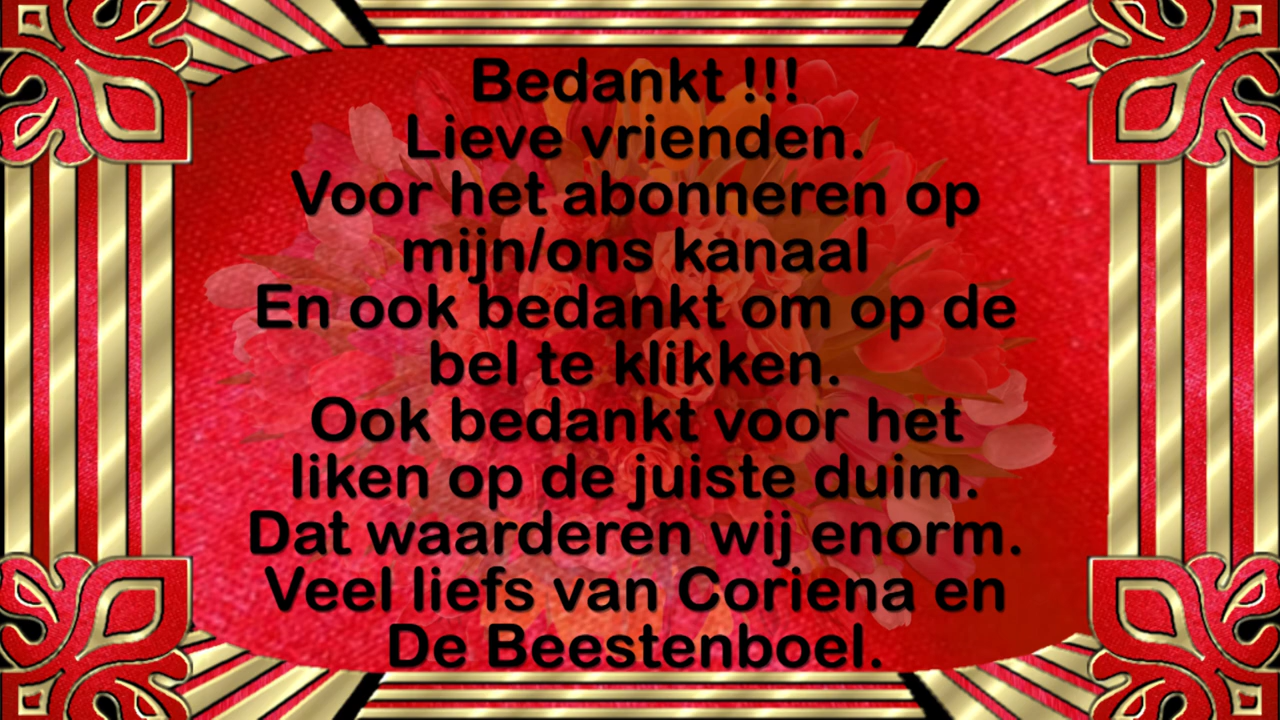 Bedankt !!!
Lieve vrienden.
Voor het abonneren op
mijn/ons kanaal
En ook bedankt om op de
bel te klikken.
Ook bedankt voor het
liken op de juiste duim.
Dat waarderen wij enorm.
Veel liefs van Coriena en
De Beestenboel.